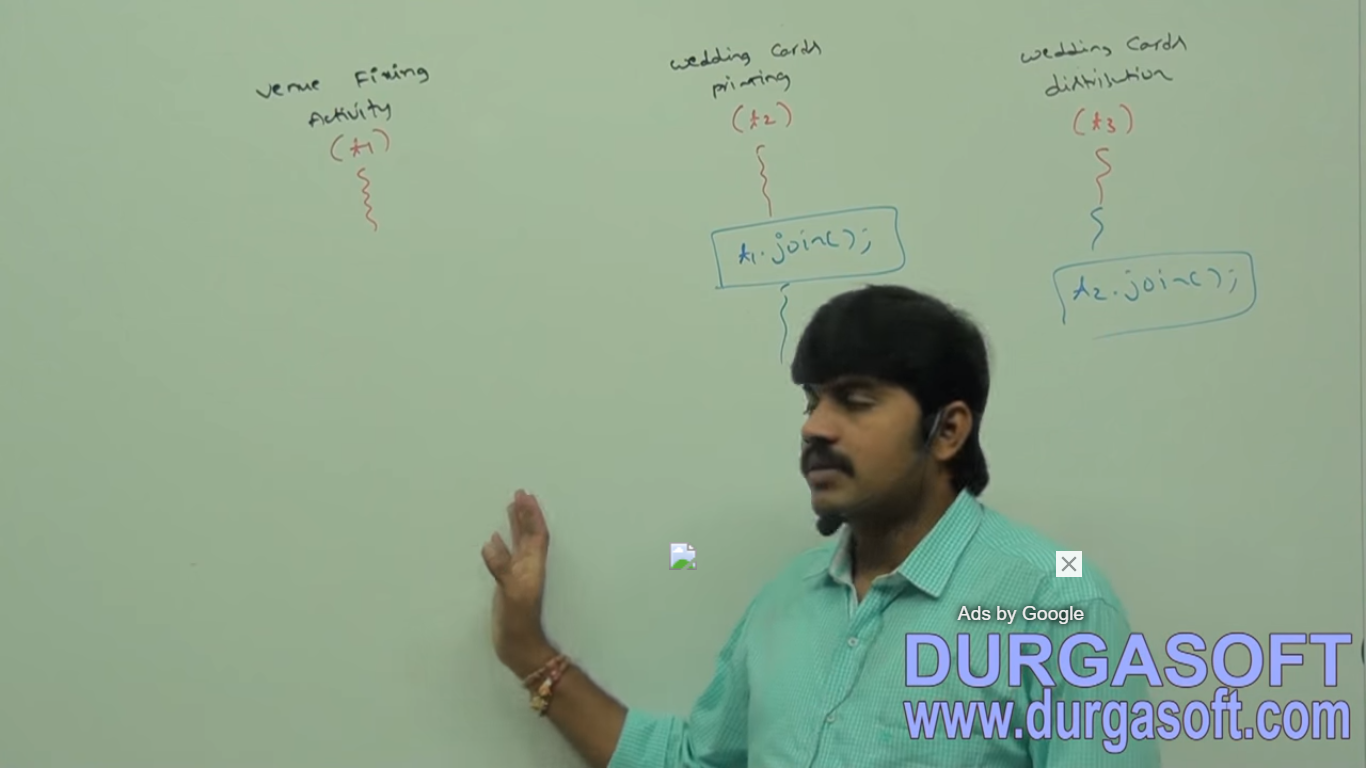 venue Fixing
Activity
(t1)
wedding Cards
printing
(t2)
t1.join();
wedding Cards
distribution
(t3)
t2.join();
Ads by Google
DURGASOFT
www.durgasoft.com